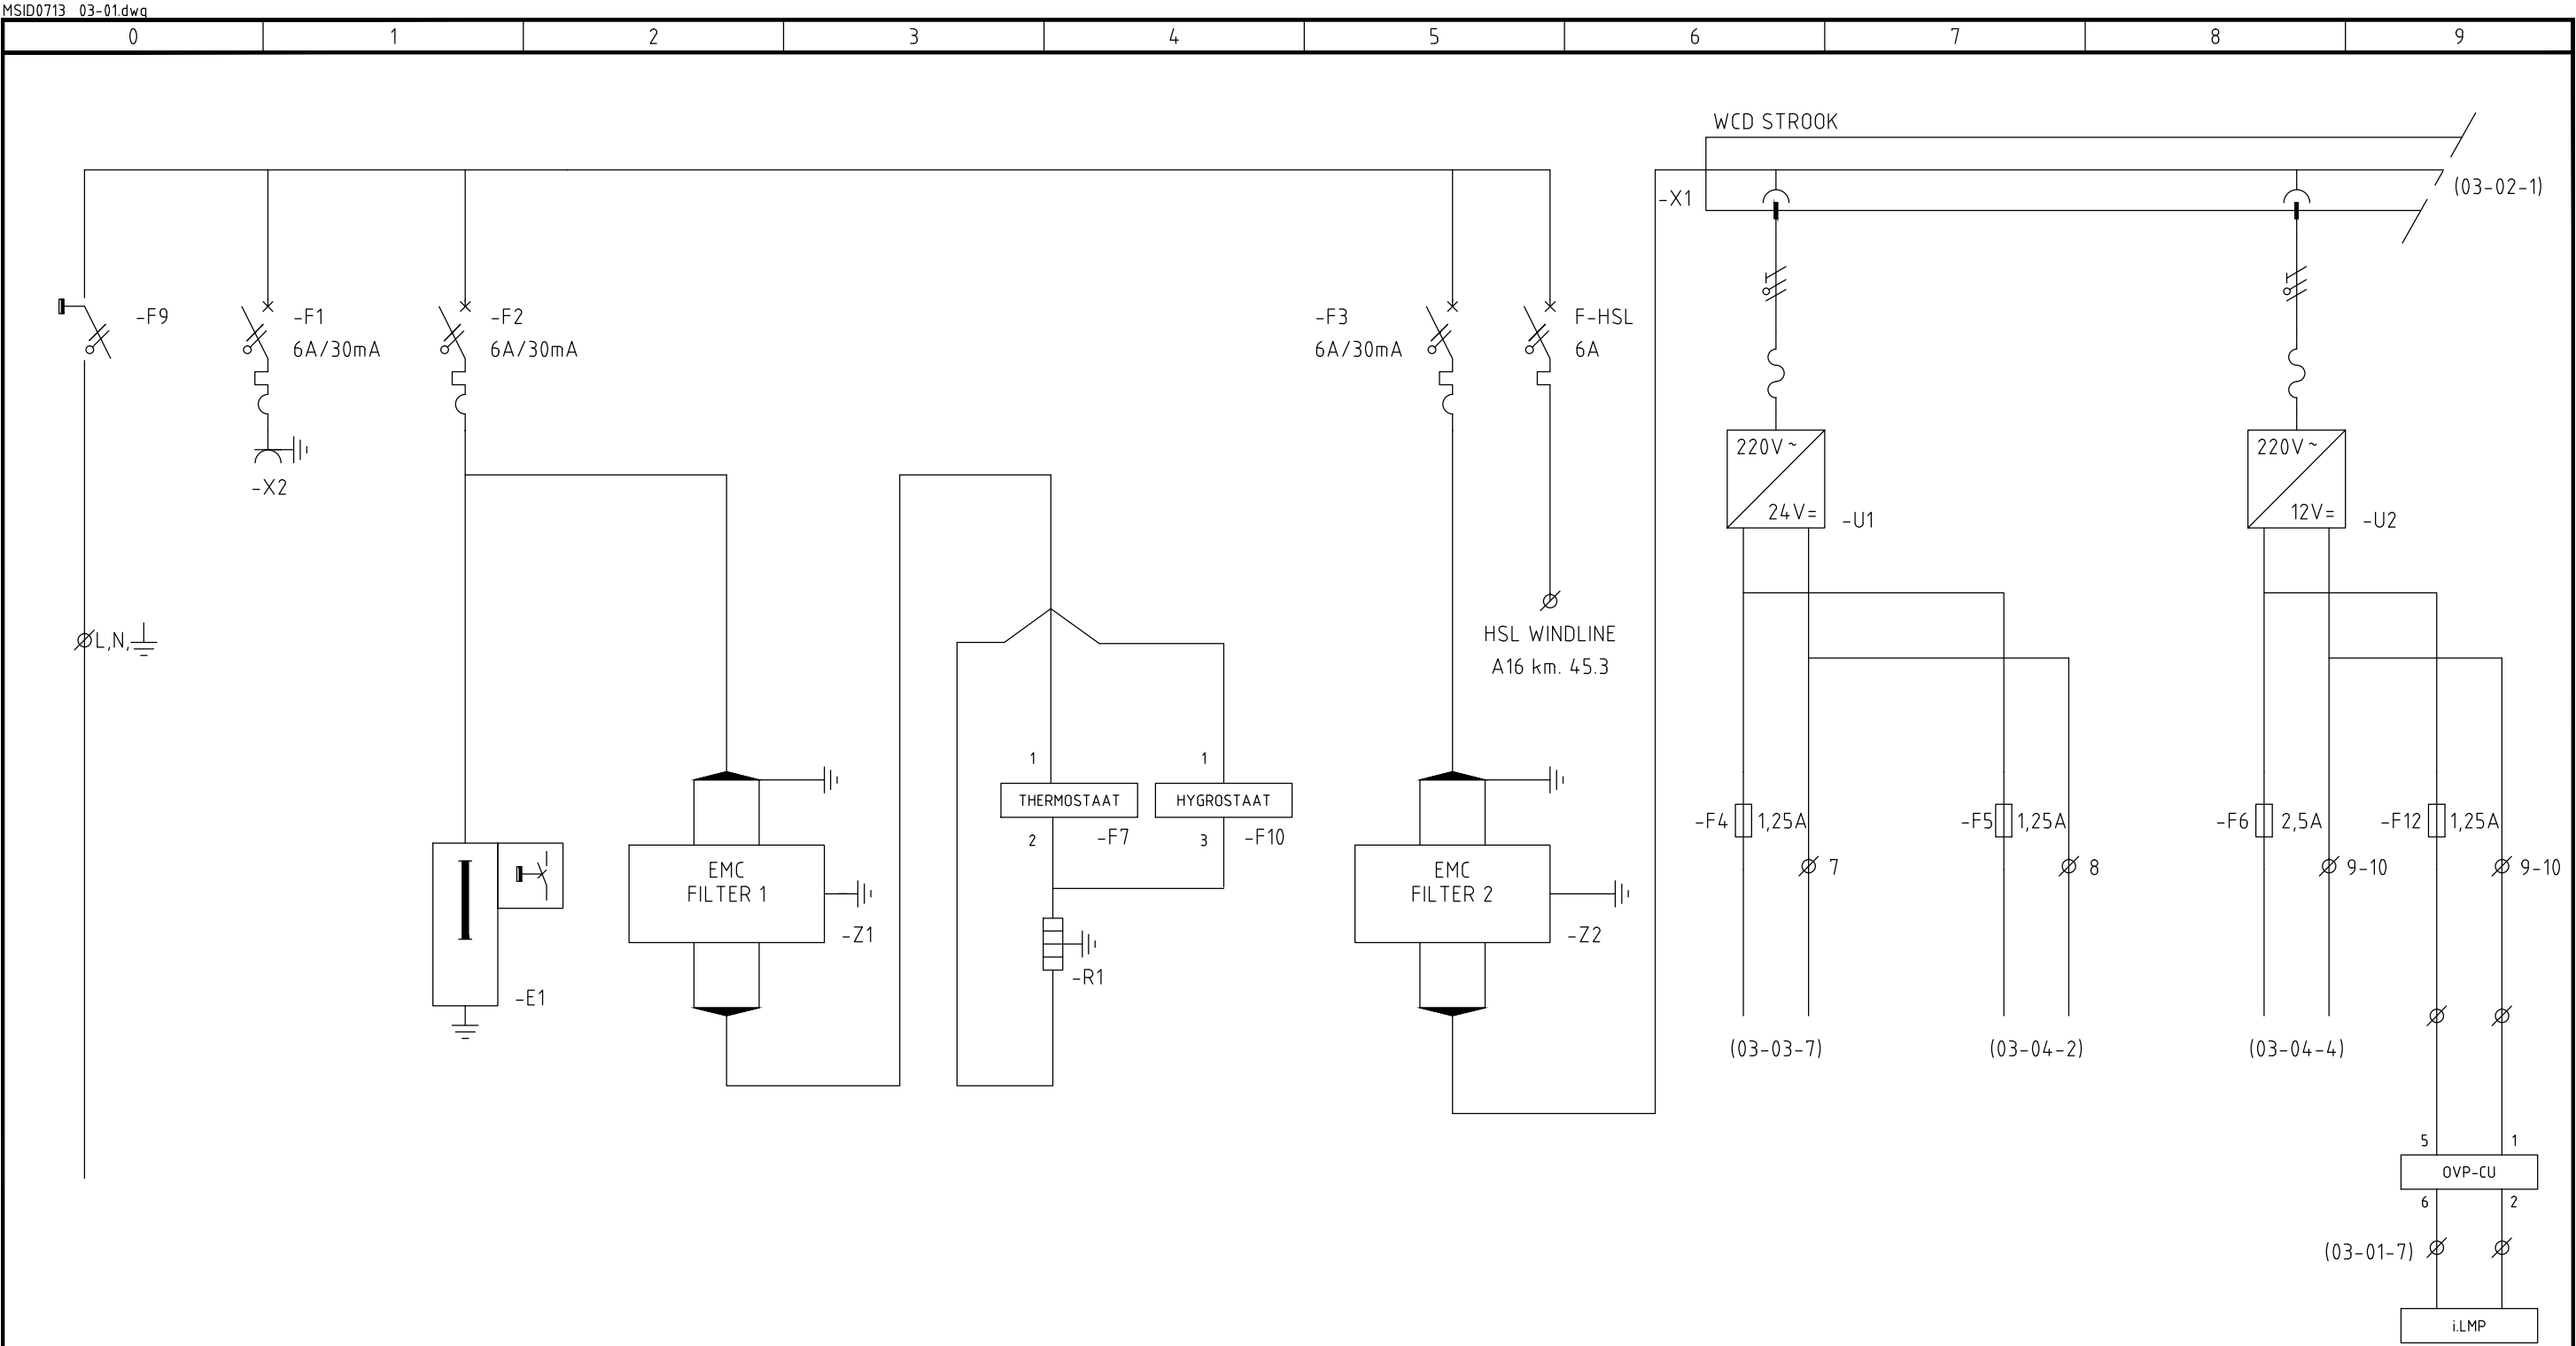 MSID0713 03-01.dwg
0 1 2 3 4 5 6 7 8 9
WCD STROOK
(03-02-1)
-X1
-F9
-F1
6A/30mA
-F2
6A/30mA
-F3
6A/30mA
F-HSL
6A
220V ~
24V=
-U1
220V ~
12V=
-U2
-X2
L,N,
HSL WINDLINE
A16 km. 45.3
1
THERMOSTAAT
2
-F7
1
HYGROSTAAT
3
-F10
-F4
1,25A
7
-F5
1,25A
8
-F6
2,5A
9-10
-F12
1,25A
9-10
EMC
FILTER 1
-Z1
EMC
FILTER 2
-Z2
-R1
-E1
(03-03-7)
(03-04-2)
(03-04-4)
5 1
OVP-CU
6 2
(03-01-7)
i.LMP